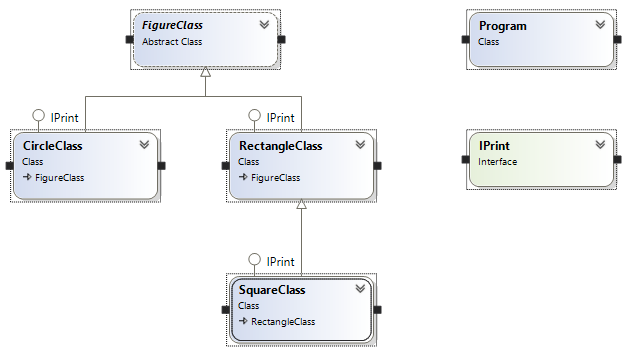 FigureClass
Abstract Class
Program
Class
IPrint
CircleClass
Class
FigureClass
IPrint
RectangleClass
Class
FigureClass
IPrint
Interface
IPrint
SquareClass
Class
RectangleClass